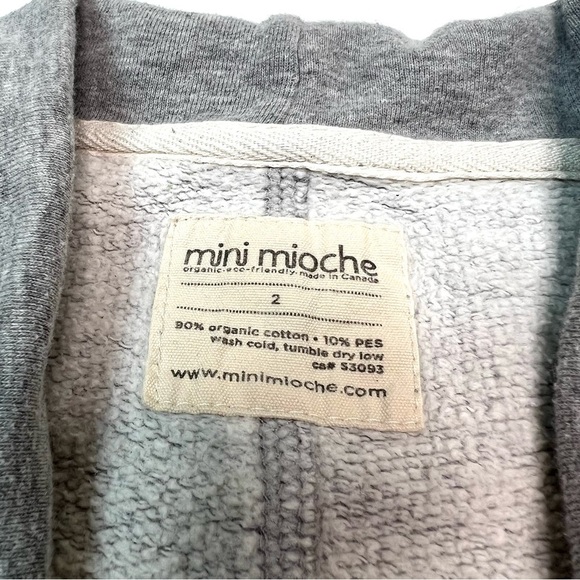 mini mioche
organic•eco-friendly•made in Canada
2
90% organic cotton • 10% PES
wash cold, tumble dry low
ca# 53093
www.minimioche.com